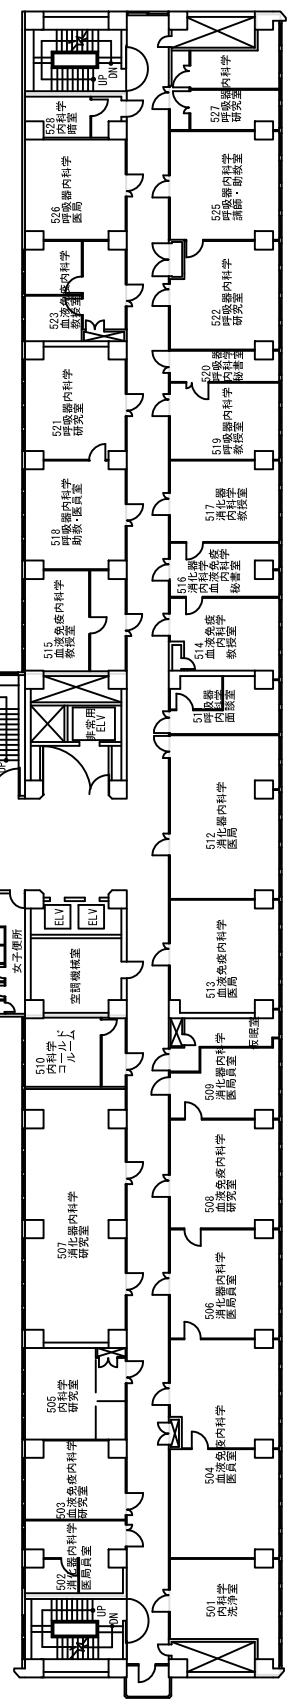 UP
DN
528
内科学
暗室
526
呼吸器内科学
医局
523
血液免疫内科学
教授室
521
呼吸器内科学
研究室
518
呼吸器内科学
助教・医員室
515
血液免疫内科学
教授室
非常用
ELV
UP
女子便所
ELV
ELV
空調機械室
510
内科学
コールドルーム
507
消化器内科学
研究室
505
内科学
研究室
503
血液免疫内科学
研究室
502
消化器内科学
医局員室
UP
DN
527
呼吸器内科学
研究室
525
呼吸器内科学
講師・助教室
522
呼吸器内科学
研究室
520
呼吸器
内科学
秘書室
519
呼吸器内科学
教授室
517
消化器
内科学
教授室
516
消化器 血液免疫
内科学 内科学
秘書室
514
血液免疫
内科学
教授室
呼吸器
内科学
面談室
512
消化器内科学
医局
513
血液免疫内科学
医局
仮眠室
509
消化器内科学
医局員室
508
血液免疫内科学
研究室
506
消化器内科学
医局員室
504
血液免疫内科学
医員室
501
内科学
洗浄室